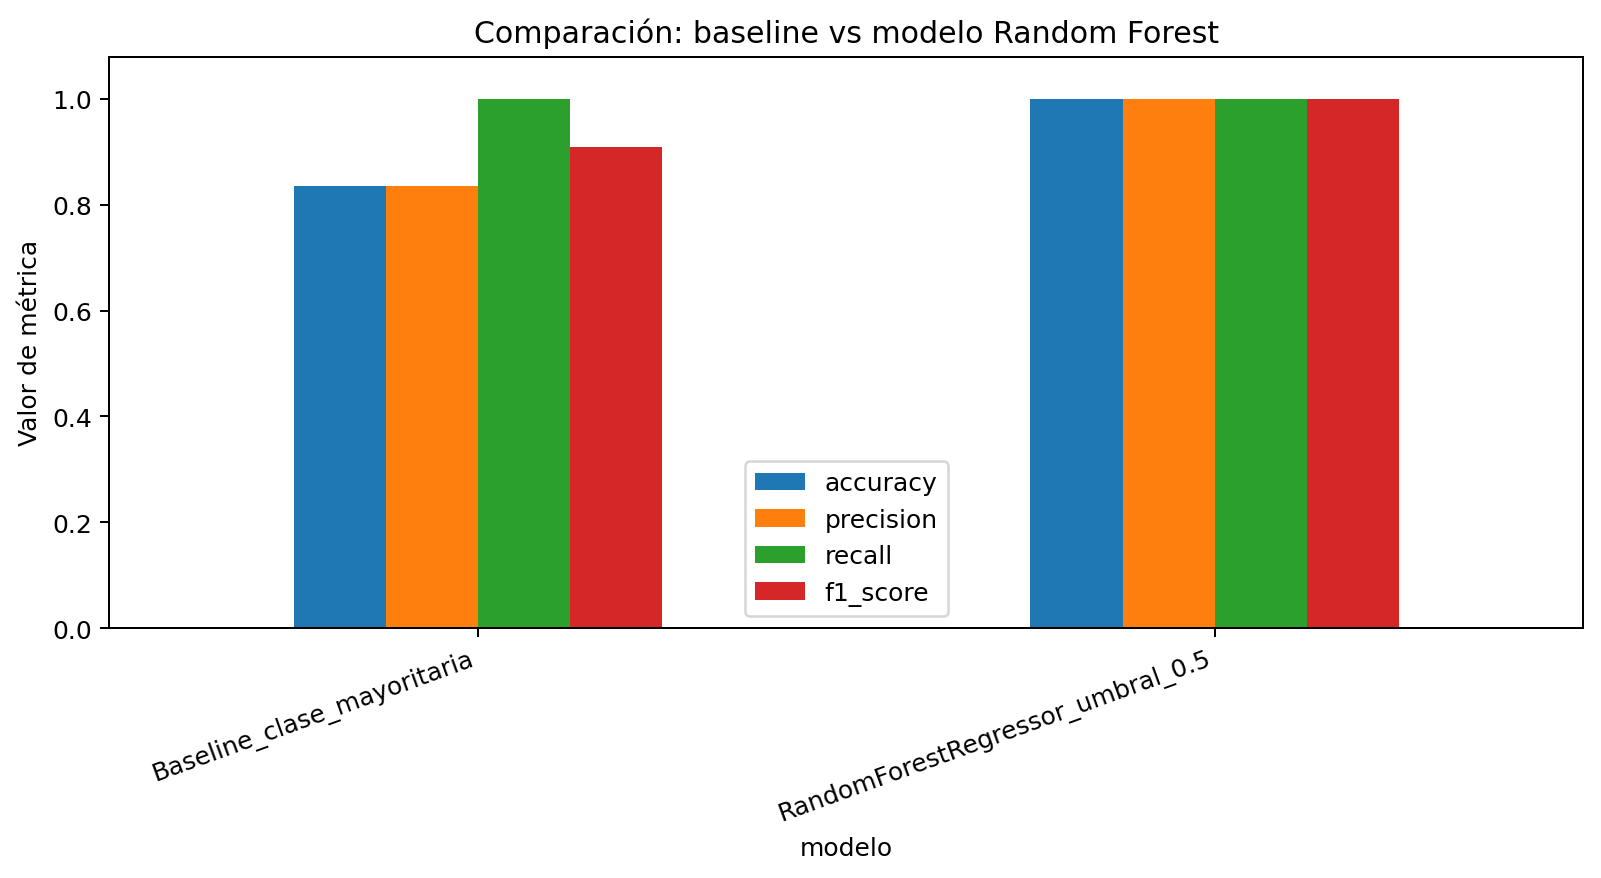 Comparación: baseline vs modelo Random Forest
Valor de métrica
1.0
0.8
0.6
0.4
0.2
0.0
accuracy
precision
recall
f1_score
Baseline_clase_mayoritaria
RandomForestRegressor_umbral_0.5
modelo